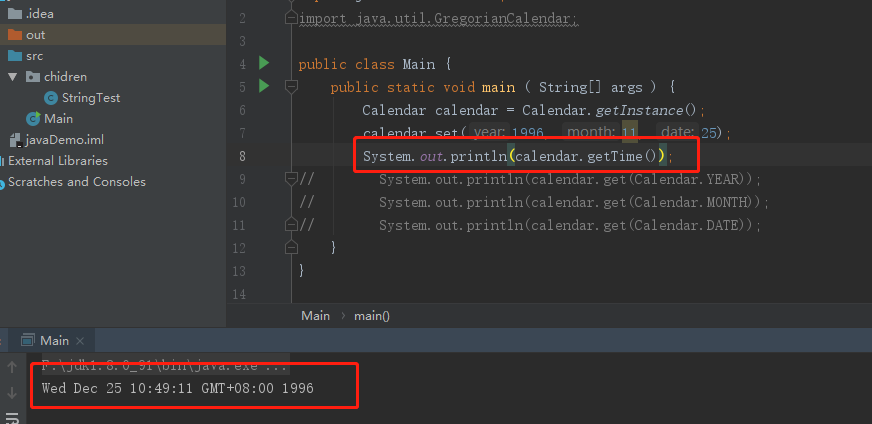 .idea
out
src
chidren
StringTest
Main
javaDemo.iml
External Libraries
Scratches and Consoles
2 import java.util.GregorianCalendar;
3
4 public class Main {
5 public static void main ( String[] args ) {
6 Calendar calendar = Calendar.getInstance();
7 calendar.set( year: 1996, month: 11, date: 25);
8 System.out.println(calendar.getTime());
9 // System.out.println(calendar.get(Calendar.YEAR));
10 // System.out.println(calendar.get(Calendar.MONTH));
11 // System.out.println(calendar.get(Calendar.DATE));
12 }
13 }
14
Main › main()
Main ×
F:\jdk1.8.0_91\bin\java.exe ...
Wed Dec 25 10:49:11 GMT+08:00 1996